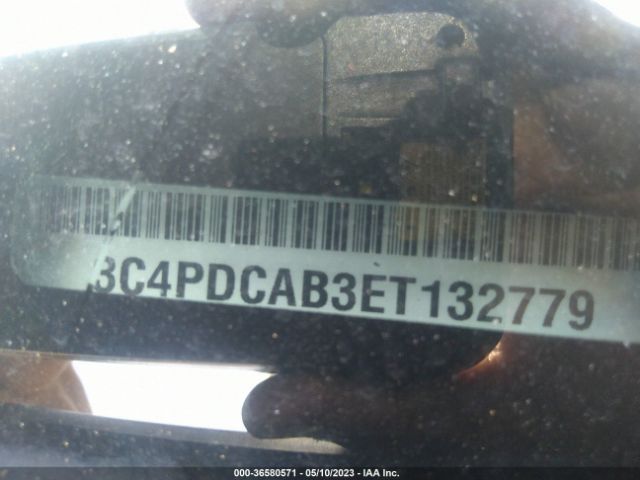 3C4PDCAB3ET132779
000-36580571 - 05/10/2023 - IAA Inc.